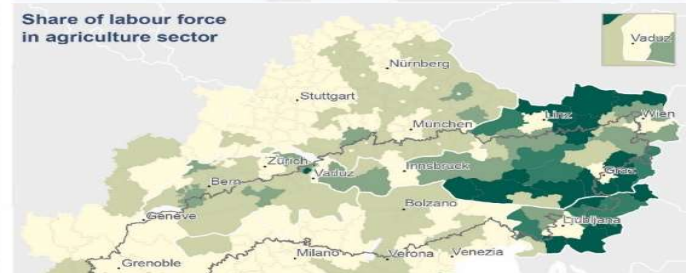 Share of labour force
in agriculture sector
Vaduz
Nürnberg
Stuttgart
München
Linz
Wien
Zürich
Vaduz
Innsbruck
Graz
Bern
Bolzano
Genève
Ljubljana
Grenoble
Milano
Verona
Venezia